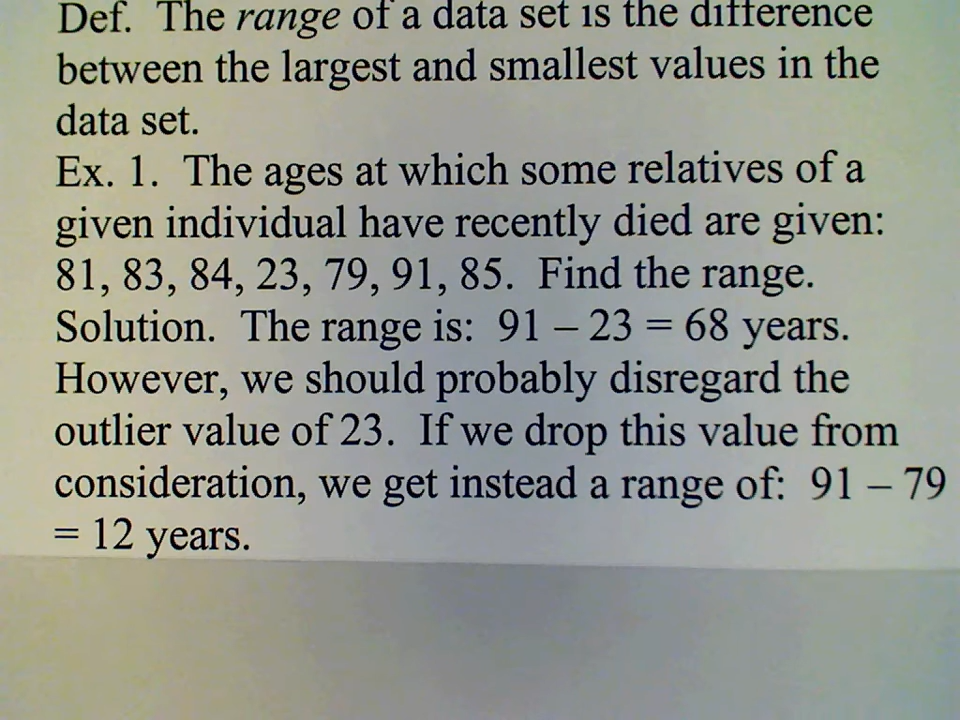 Def. The range of a data set is the difference
between the largest and smallest values in the
data set.
Ex. 1. The ages at which some relatives of a
given individual have recently died are given:
81, 83, 84, 23, 79, 91, 85. Find the range.
Solution. The range is: 91 – 23 = 68 years.
However, we should probably disregard the
outlier value of 23. If we drop this value from
consideration, we get instead a range of: 91 – 79
= 12 years.